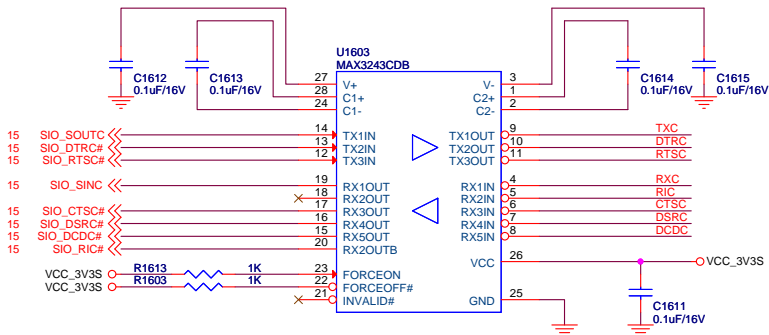 U1603
MAX3243CDB
C1612
0.1uF/16V
C1613
0.1uF/16V
C1614
0.1uF/16V
C1615
0.1uF/16V
27 V+ V- 3
28 C1+ C2+ 1
24 C1- C2- 2
15 SIO_SOUTC 14 TX1IN TX1OUT 9 TXC
15 SIO_DTRC# 13 TX2IN TX2OUT 10 DTRC
15 SIO_RTSC# 12 TX3IN TX3OUT 11 RTSC
15 SIO_SINC 19 RX1OUT RX1IN 4 RXC
18 RX2OUT RX2IN 5 RIC
15 SIO_CTSC# 17 RX3OUT RX3IN 6 CTSC
15 SIO_DSRC# 16 RX4OUT RX4IN 7 DSRC
15 SIO_DCDC# 15 RX5OUT RX5IN 8 DCDC
15 SIO_RIC# 20 RX2OUTB
VCC 26 VCC_3V3S
VCC_3V3S R1613 1K 23 FORCEON
VCC_3V3S R1603 1K 22 FORCEOFF#
21 INVALID# GND 25
C1611
0.1uF/16V